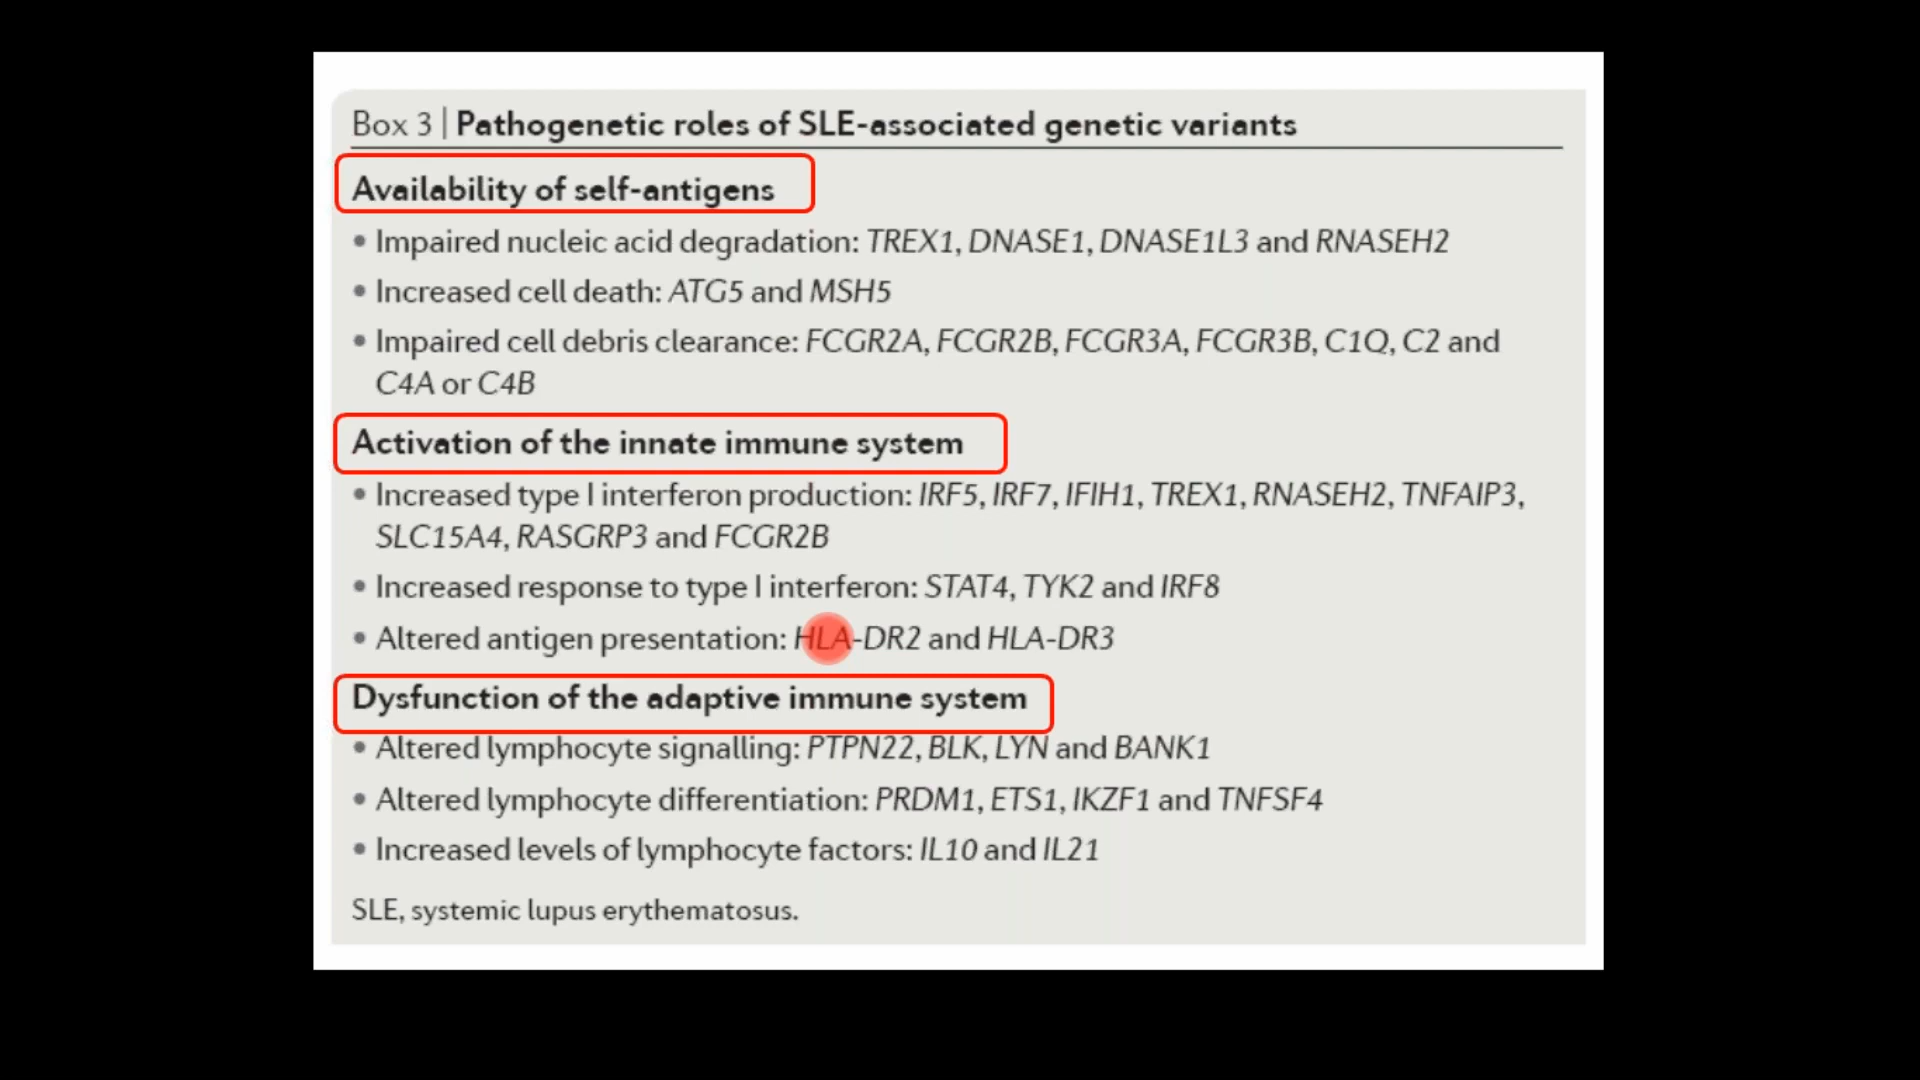 Box 3 | Pathogenetic roles of SLE-associated genetic variants
Availability of self-antigens
• Impaired nucleic acid degradation: TREX1, DNASE1, DNASE1L3 and RNASEH2
• Increased cell death: ATG5 and MSH5
• Impaired cell debris clearance: FCGR2A, FCGR2B, FCGR3A, FCGR3B, C1Q, C2 and
C4A or C4B
Activation of the innate immune system
• Increased type I interferon production: IRF5, IRF7, IFIH1, TREX1, RNASEH2, TNFAIP3,
SLC15A4, RASGRP3 and FCGR2B
• Increased response to type I interferon: STAT4, TYK2 and IRF8
• Altered antigen presentation: HLA-DR2 and HLA-DR3
Dysfunction of the adaptive immune system
• Altered lymphocyte signalling: PTPN22, BLK, LYN and BANK1
• Altered lymphocyte differentiation: PRDM1, ETS1, IKZF1 and TNFSF4
• Increased levels of lymphocyte factors: IL10 and IL21
SLE, systemic lupus erythematosus.